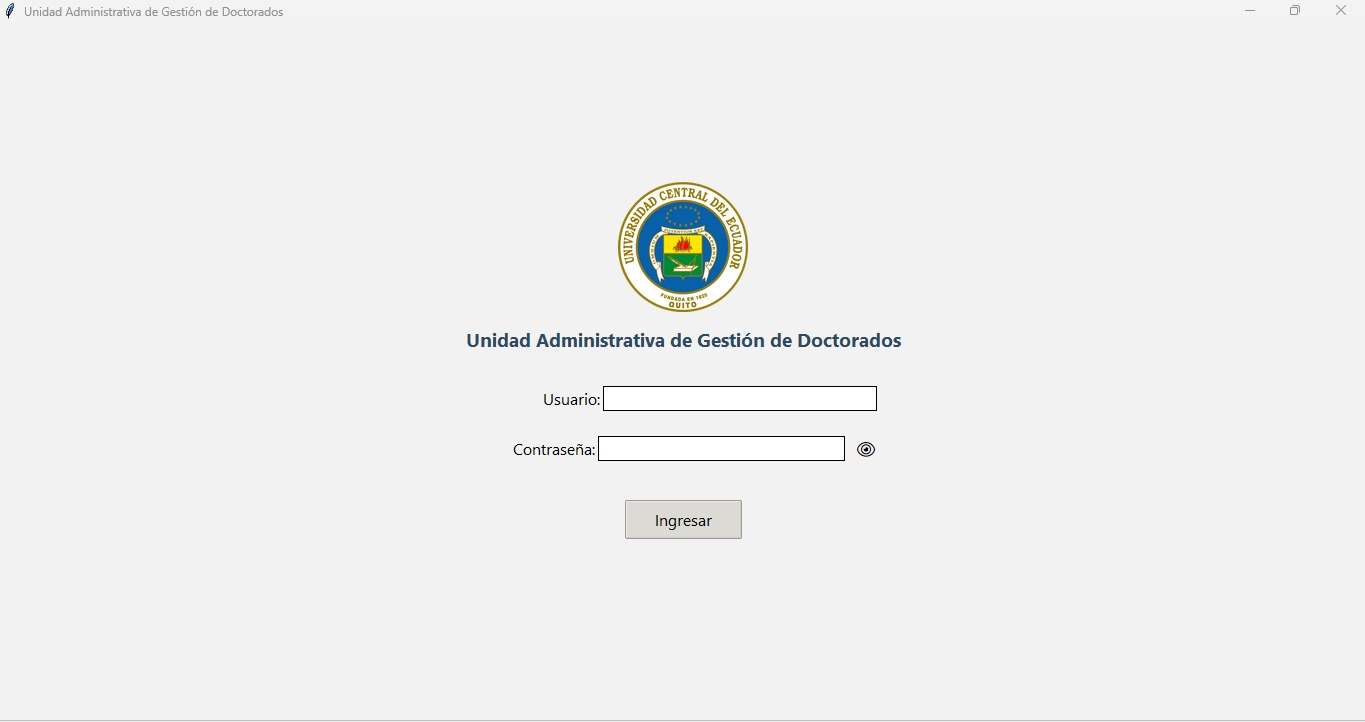 Unidad Administrativa de Gestión de Doctorados
UNIVERSIDAD CENTRAL DEL ECUADOR
FUNDADA EN 1620
QUITO
Unidad Administrativa de Gestión de Doctorados
Usuario:
Contraseña:
Ingresar